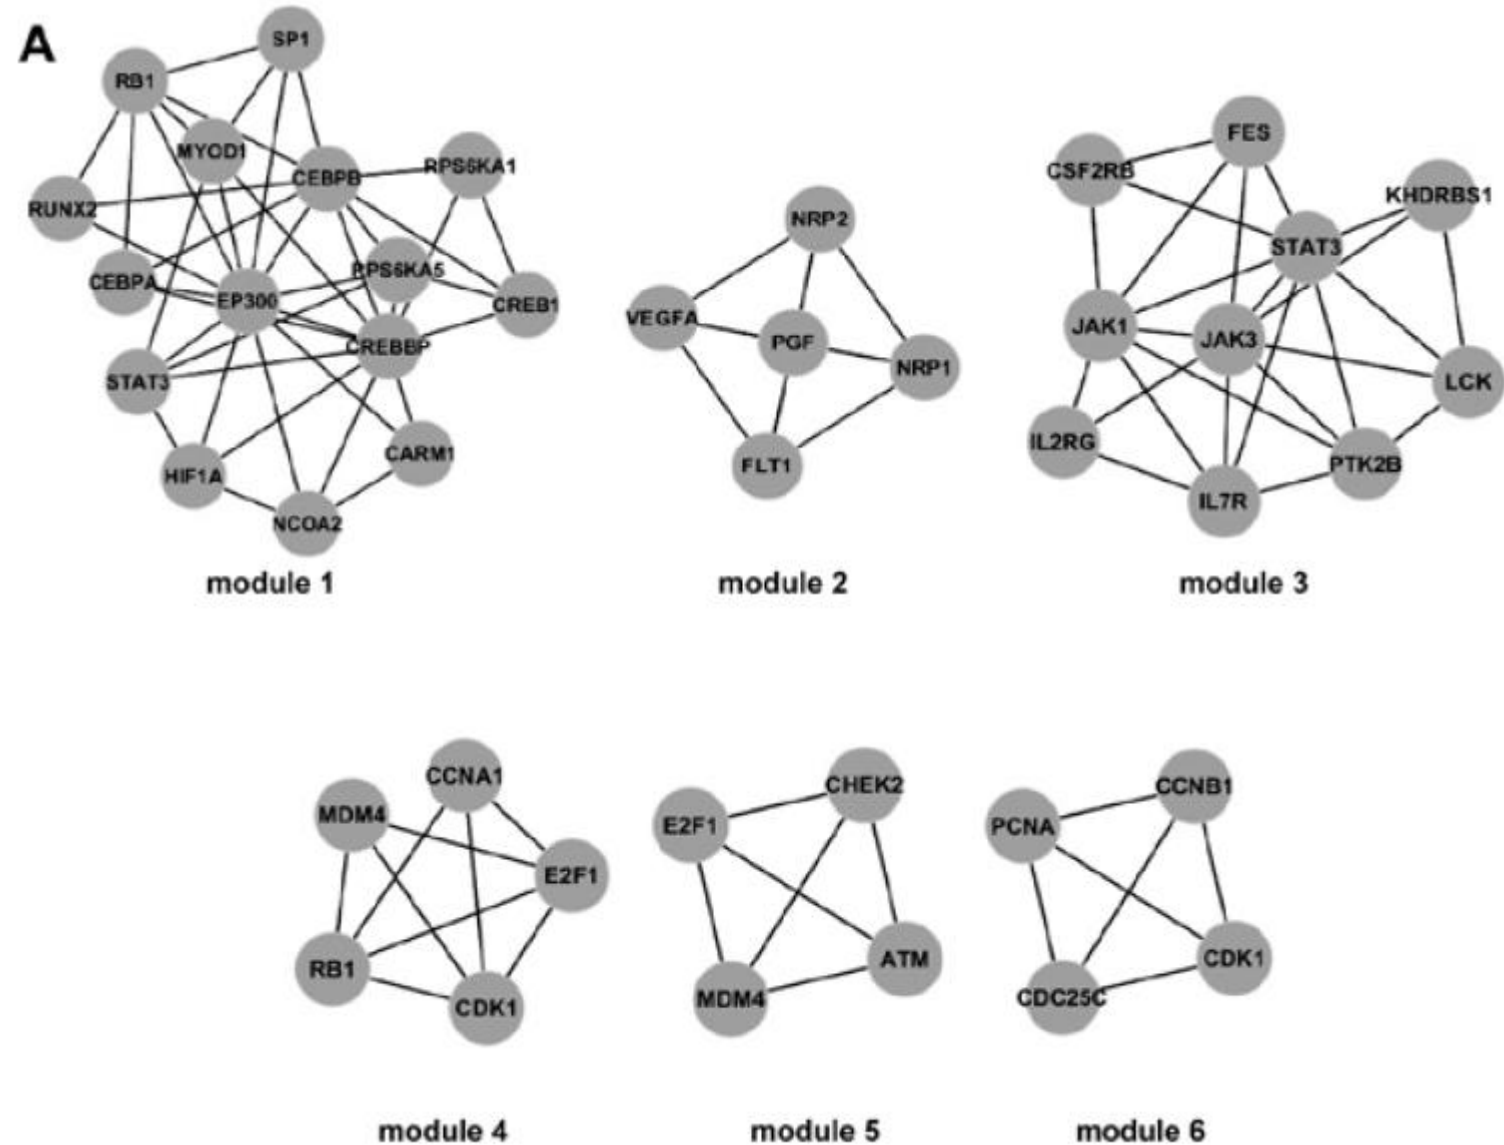 A
SP1
RB1
MYOD1
CEBPB
RPS6KA1
RUNX2
CEBPA
EP300
RPS6KA5
CREB1
CREBBP
STAT3
HIF1A
CARM1
NCOA2
module 1
NRP2
VEGFA
PGF
NRP1
FLT1
module 2
FES
CSF2RB
KHDRBS1
STAT3
JAK1
JAK3
LCK
IL2RG
PTK2B
IL7R
module 3
CCNA1
MDM4
E2F1
RB1
CDK1
module 4
CHEK2
E2F1
ATM
MDM4
module 5
CCNB1
PCNA
CDK1
CDC25C
module 6